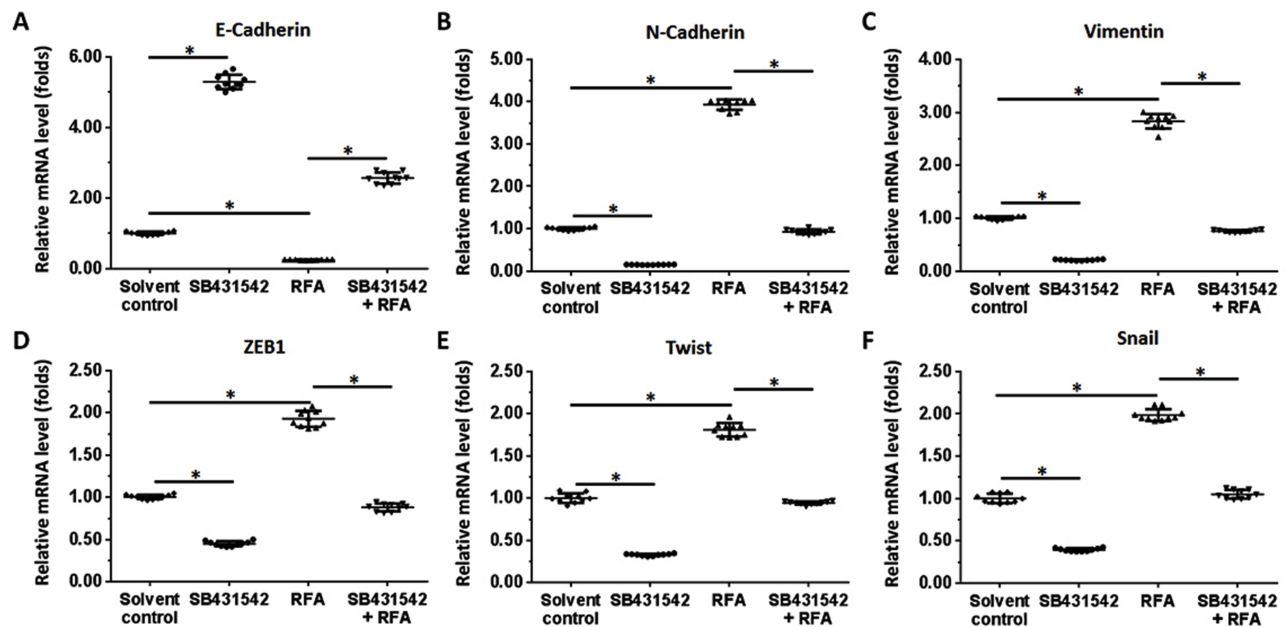 A
E-Cadherin
Relative mRNA level (folds)
6.00
4.00
2.00
0.00
*
*
*
Solvent control
SB431542
RFA
SB431542 + RFA
B
N-Cadherin
Relative mRNA level (folds)
5.00
4.00
3.00
2.00
1.00
0.00
*
*
*
Solvent control
SB431542
RFA
SB431542 + RFA
C
Vimentin
Relative mRNA level (folds)
4.00
3.00
2.00
1.00
0.00
*
*
*
Solvent control
SB431542
RFA
SB431542 + RFA
D
ZEB1
Relative mRNA level (folds)
2.50
2.00
1.50
1.00
0.50
0.00
*
*
*
Solvent control
SB431542
RFA
SB431542 + RFA
E
Twist
Relative mRNA level (folds)
2.50
2.00
1.50
1.00
0.50
0.00
*
*
*
Solvent control
SB431542
RFA
SB431542 + RFA
F
Snail
Relative mRNA level (folds)
2.50
2.00
1.50
1.00
0.50
0.00
*
*
*
Solvent control
SB431542
RFA
SB431542 + RFA